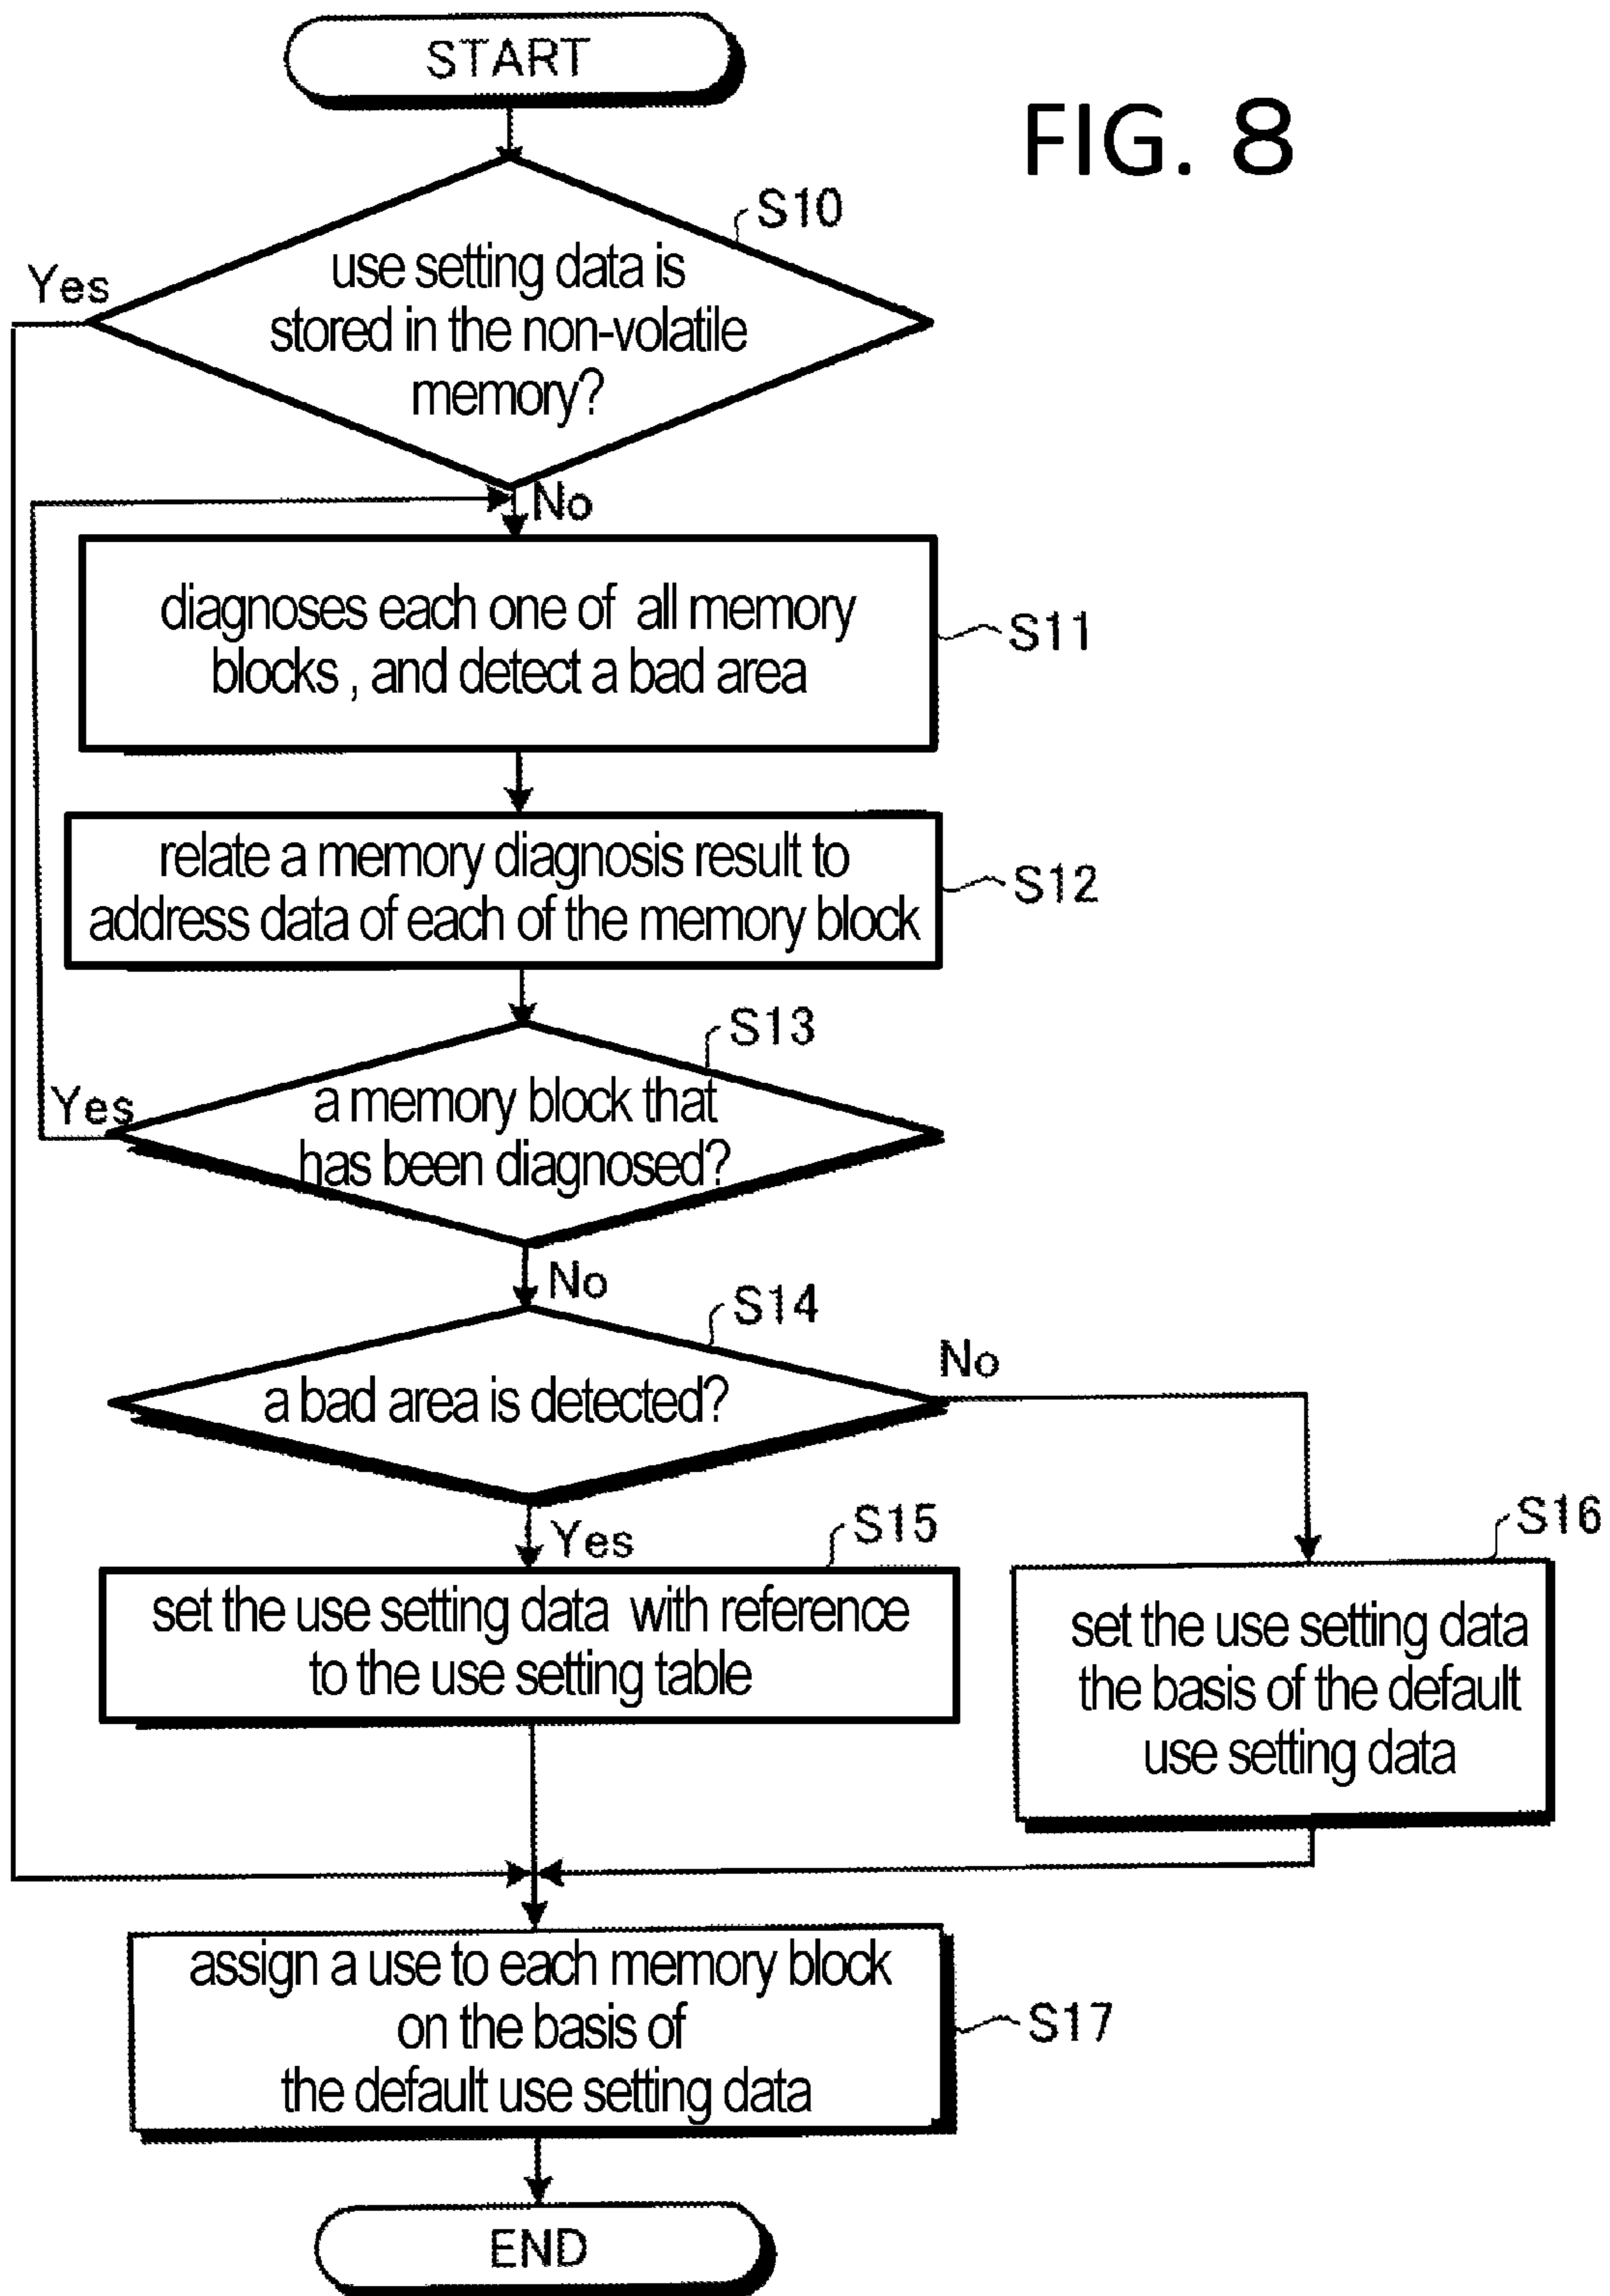 START
FIG. 8
S10
Yes
use setting data is
stored in the non-volatile
memory?
No
diagnoses each one of all memory
blocks , and detect a bad area
S11
relate a memory diagnosis result to
address data of each of the memory block
S12
S13
Yes
a memory block that
has been diagnosed?
No
S14
No
a bad area is detected?
Yes
S15
S16
set the use setting data with reference
to the use setting table
set the use setting data
the basis of the default
use setting data
assign a use to each memory block
on the basis of
the default use setting data
S17
END